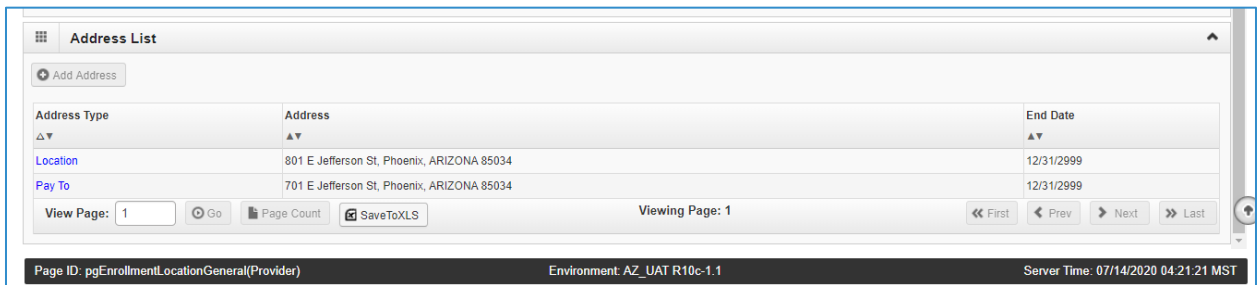 Address List
Add Address
Address Type Address End Date
Location 801 E Jefferson St, Phoenix, ARIZONA 85034 12/31/2999
Pay To 701 E Jefferson St, Phoenix, ARIZONA 85034 12/31/2999
View Page: 1 Go Page Count SaveToXLS Viewing Page: 1 First Prev Next Last
Page ID: pgEnrollmentLocationGeneral(Provider) Environment: AZ_UAT R10c-1.1 Server Time: 07/14/2020 04:21:21 MST